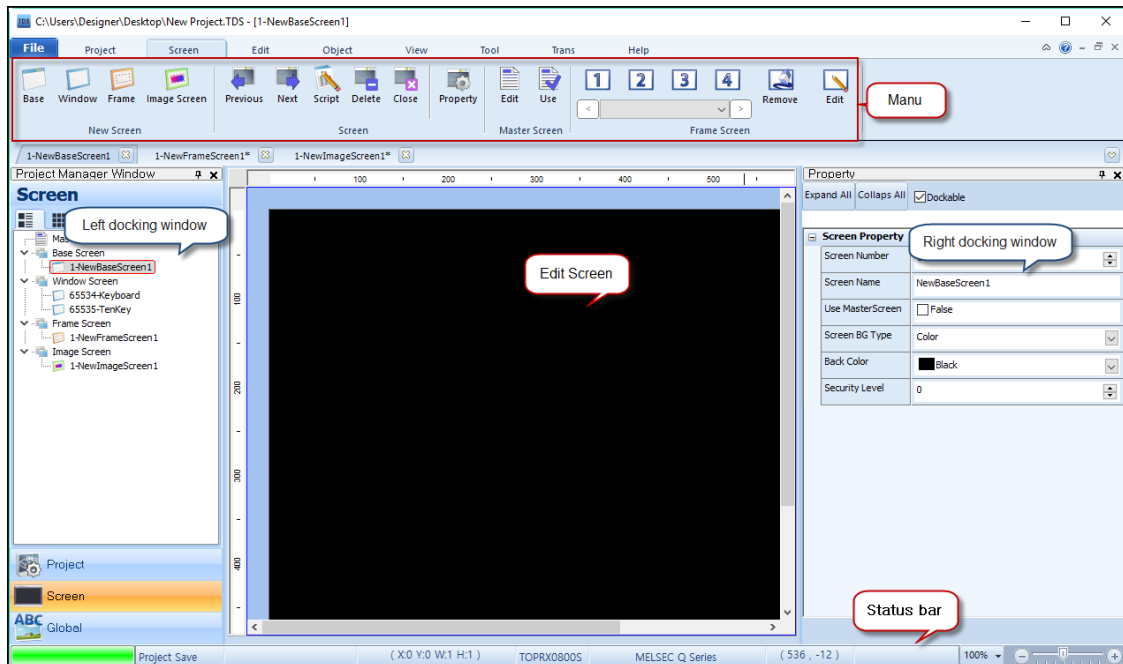 TDS C:\Users\Designer\Desktop\New Project.TDS - [1-NewBaseScreen1]
File Project Screen Edit Object View Tool Trans Help
Base Window Frame Image Screen Previous Next Script Delete Close Property Edit Use 1 2 3 4 Remove Edit
Manu
New Screen Screen Master Screen Frame Screen
1-NewBaseScreen1 1-NewFrameScreen1* 1-NewImageScreen1*
Project Manager Window
Screen
Left docking window
Base Screen
1-NewBaseScreen1
Window Screen
65534-Keyboard
65535-TenKey
Frame Screen
1-NewFrameScreen1
Image Screen
1-NewImageScreen1
Project
Screen
ABC Global
100 200 300 400 500
100
200
300
400
Edit Screen
Property
Expand All Collaps All Dockable
Screen Property
Right docking window
Screen Number
Screen Name NewBaseScreen1
Use MasterScreen False
Screen BG Type Color
Back Color Black
Security Level 0
Status bar
Project Save ( X:0 Y:0 W:1 H:1 ) TOPRX0800S MELSEC Q Series ( 536 , -12 ) 100%